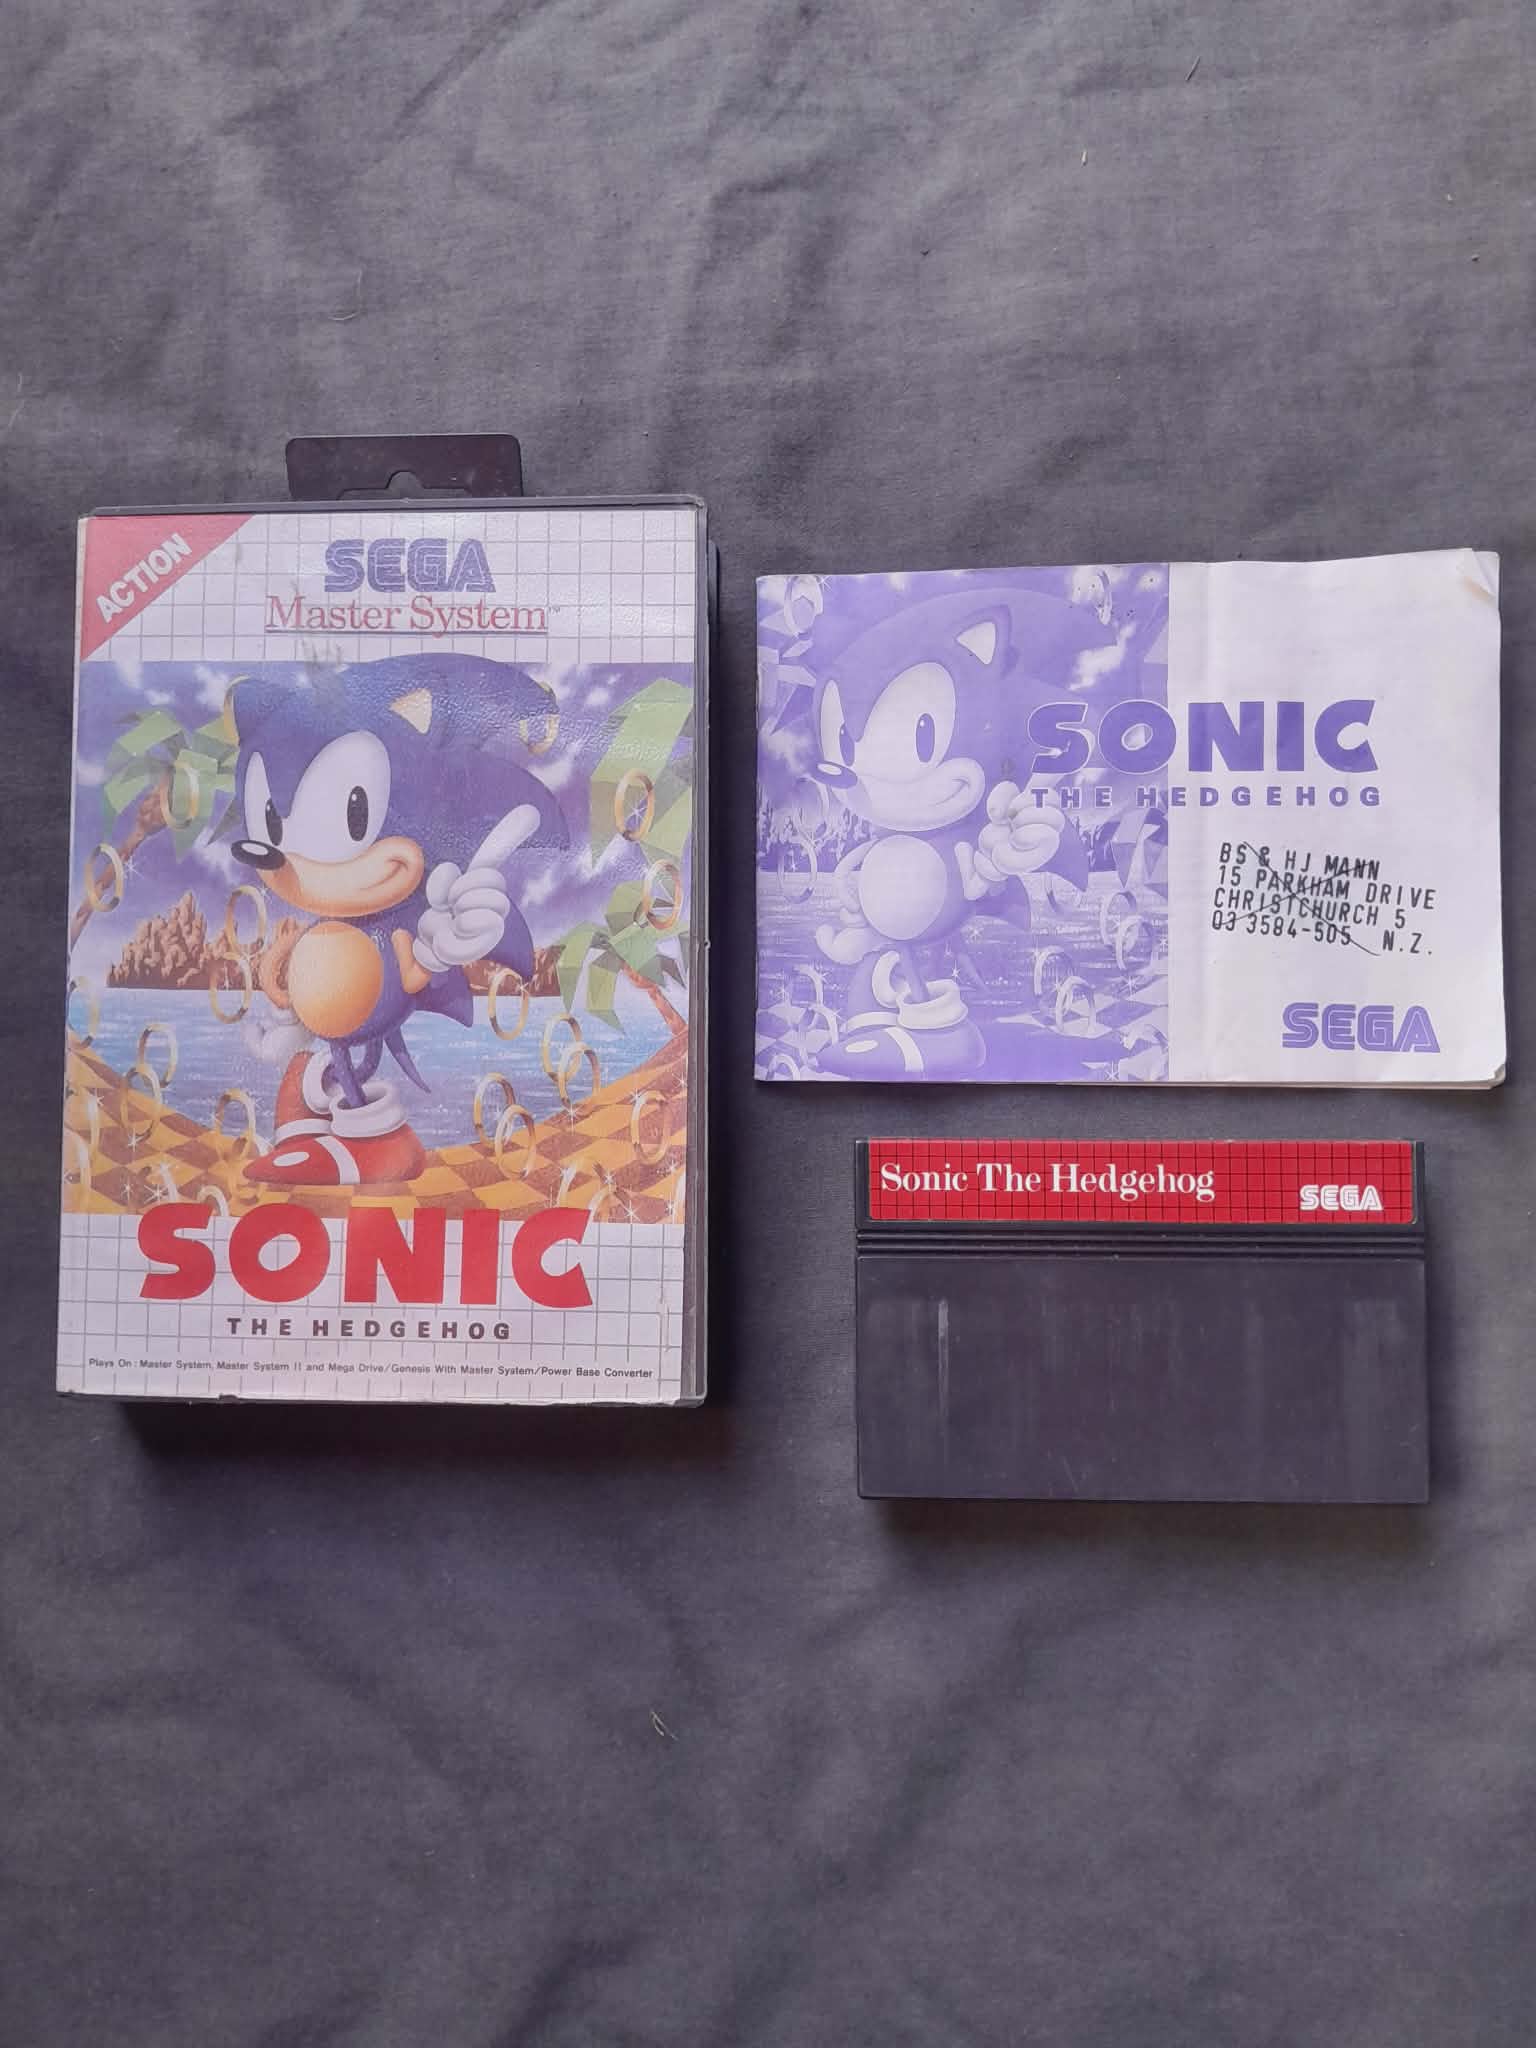 ACTION
SEGA
Master System™
SONIC
THE HEDGEHOG
Plays On : Master System, Master System II and Mega Drive/Genesis With Master System/Power Base Converter
SONIC
THE HEDGEHOG
BS & HJ MANN
15 PARKHAM DRIVE
CHRISTCHURCH 5
03 3584-505 N.Z.
SEGA
Sonic The Hedgehog
SEGA